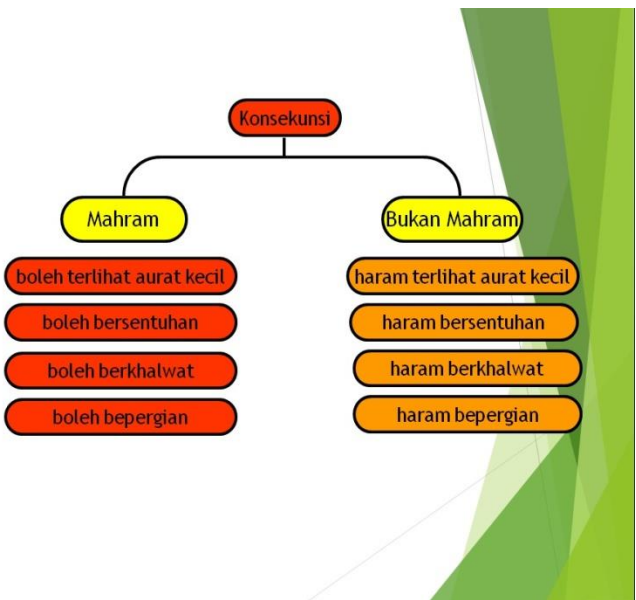 Konsekunsi
Mahram
boleh terlihat aurat kecil
boleh bersentuhan
boleh berkhalwat
boleh bepergian
Bukan Mahram
haram terlihat aurat kecil
haram bersentuhan
haram berkhalwat
haram bepergian